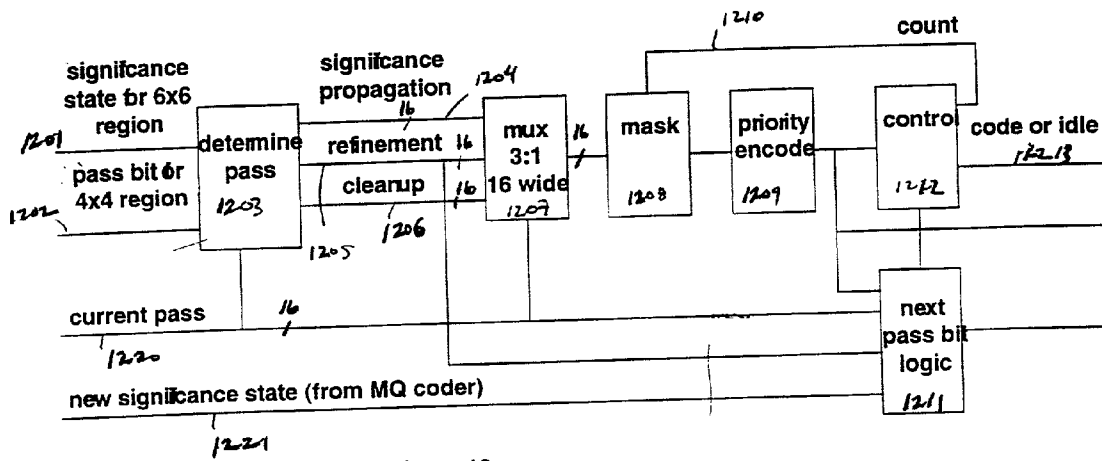 1210
count
significance
state for 6x6
region
1201
pass bit for
4x4 region
1202
determine
pass
1203
significance
propagation
1204
16
refinement
16
cleanup
16
1205
1206
mux
3:1
16 wide
1207
16
mask
1208
priority
encode
1209
control
1212
code or idle
1213
current pass
16
1220
next
pass bit
logic
1211
new significance state (from MQ coder)
1221